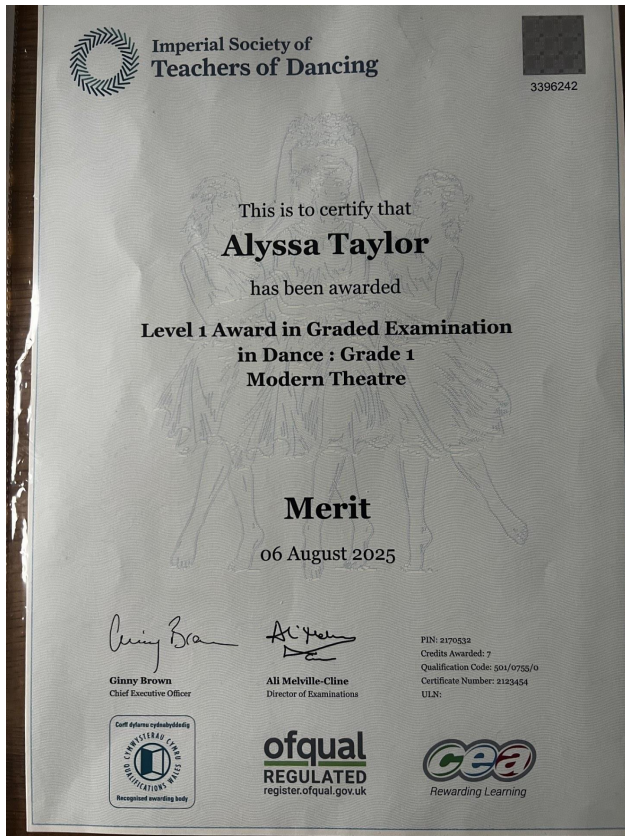 Imperial Society of
Teachers of Dancing
3396242
This is to certify that
Alyssa Taylor
has been awarded
Level 1 Award in Graded Examination
in Dance : Grade 1
Modern Theatre
Merit
06 August 2025
Ginny Brown
Chief Executive Officer
Ali Melville-Cline
Director of Examinations
PIN: 2170532
Credits Awarded: 7
Qualification Code: 501/0755/0
Certificate Number: 2123454
ULN:
Corff dyfarnu cydnabyddedig
CYMWYSTERAU CYMRU
QUALIFICATIONS WALES
Recognised awarding body
ofqual
REGULATED
register.ofqual.gov.uk
cea
Rewarding Learning